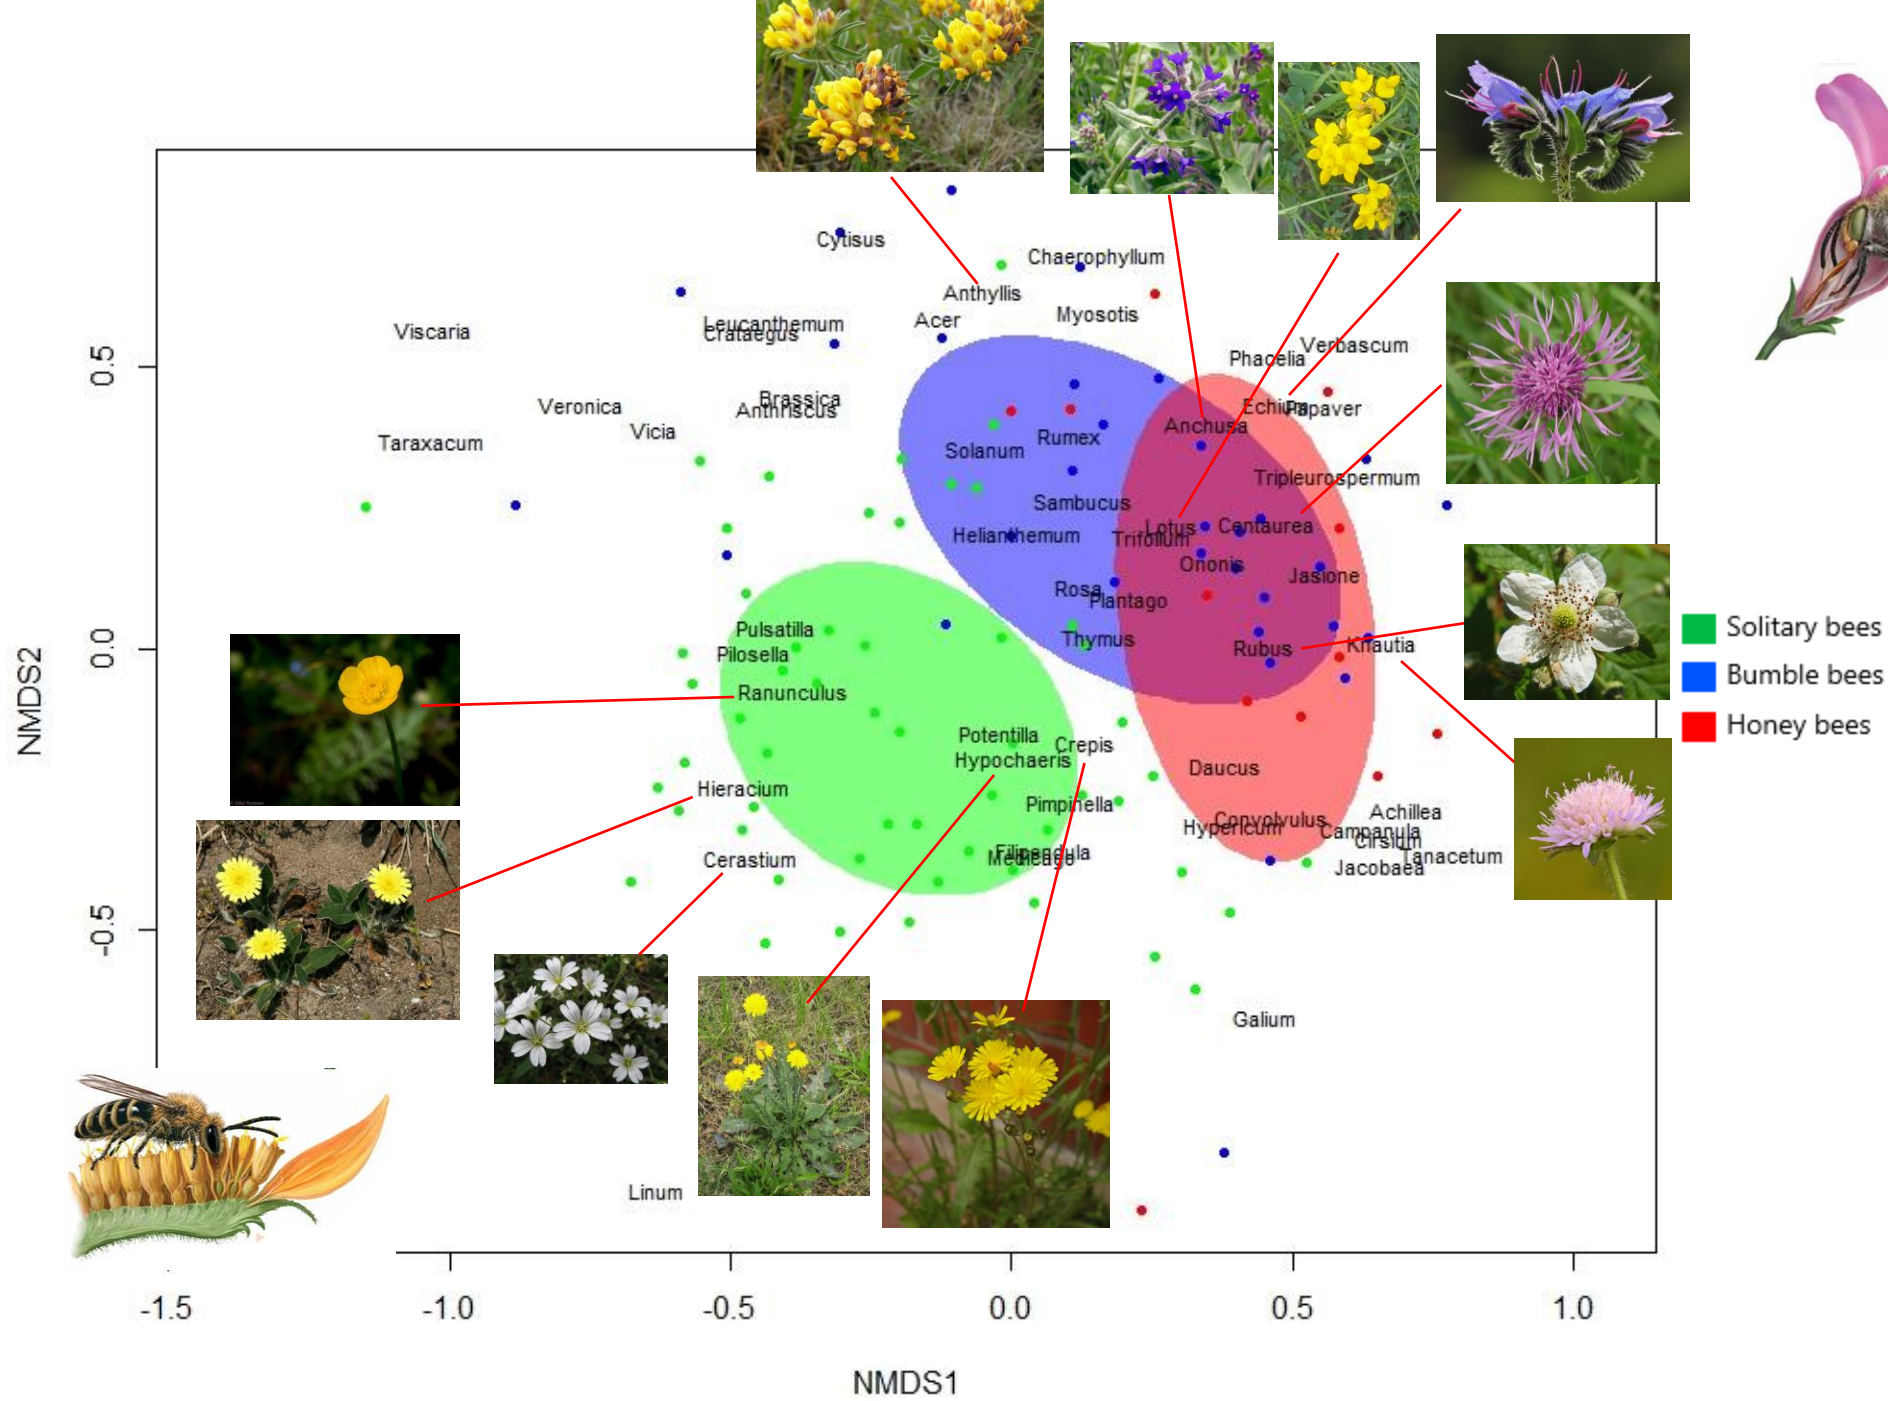 Cytisus
Chaerophyllum
Anthyllis
Myosotis
Acer
Leucanthemum
Crataegus
Viscaria
Verbascum
Phacelia
0.5
Brassica
Anthriscus
Veronica
Echium
Papaver
Anchusa
Vicia
Rumex
Taraxacum
Solanum
Tripleurospermum
Sambucus
Lotus
Centaurea
Helianthemum
Trifolium
Ononis
Jasione
Rosa
Plantago
Solitary bees
Pulsatilla
Thymus
Rubus
Knautia
0.0
Pilosella
Bumble bees
NMDS2
Ranunculus
Honey bees
Potentilla
Crepis
Hypochaeris
Daucus
Hieracium
Pimpinella
Achillea
Convolvulus
Hypericum
Campanula
Cirsium
Filipendula
Medicago
Tanacetum
Cerastium
Jacobaea
-0.5
Galium
Linum
-1.5 -1.0 -0.5 0.0 0.5 1.0
NMDS1